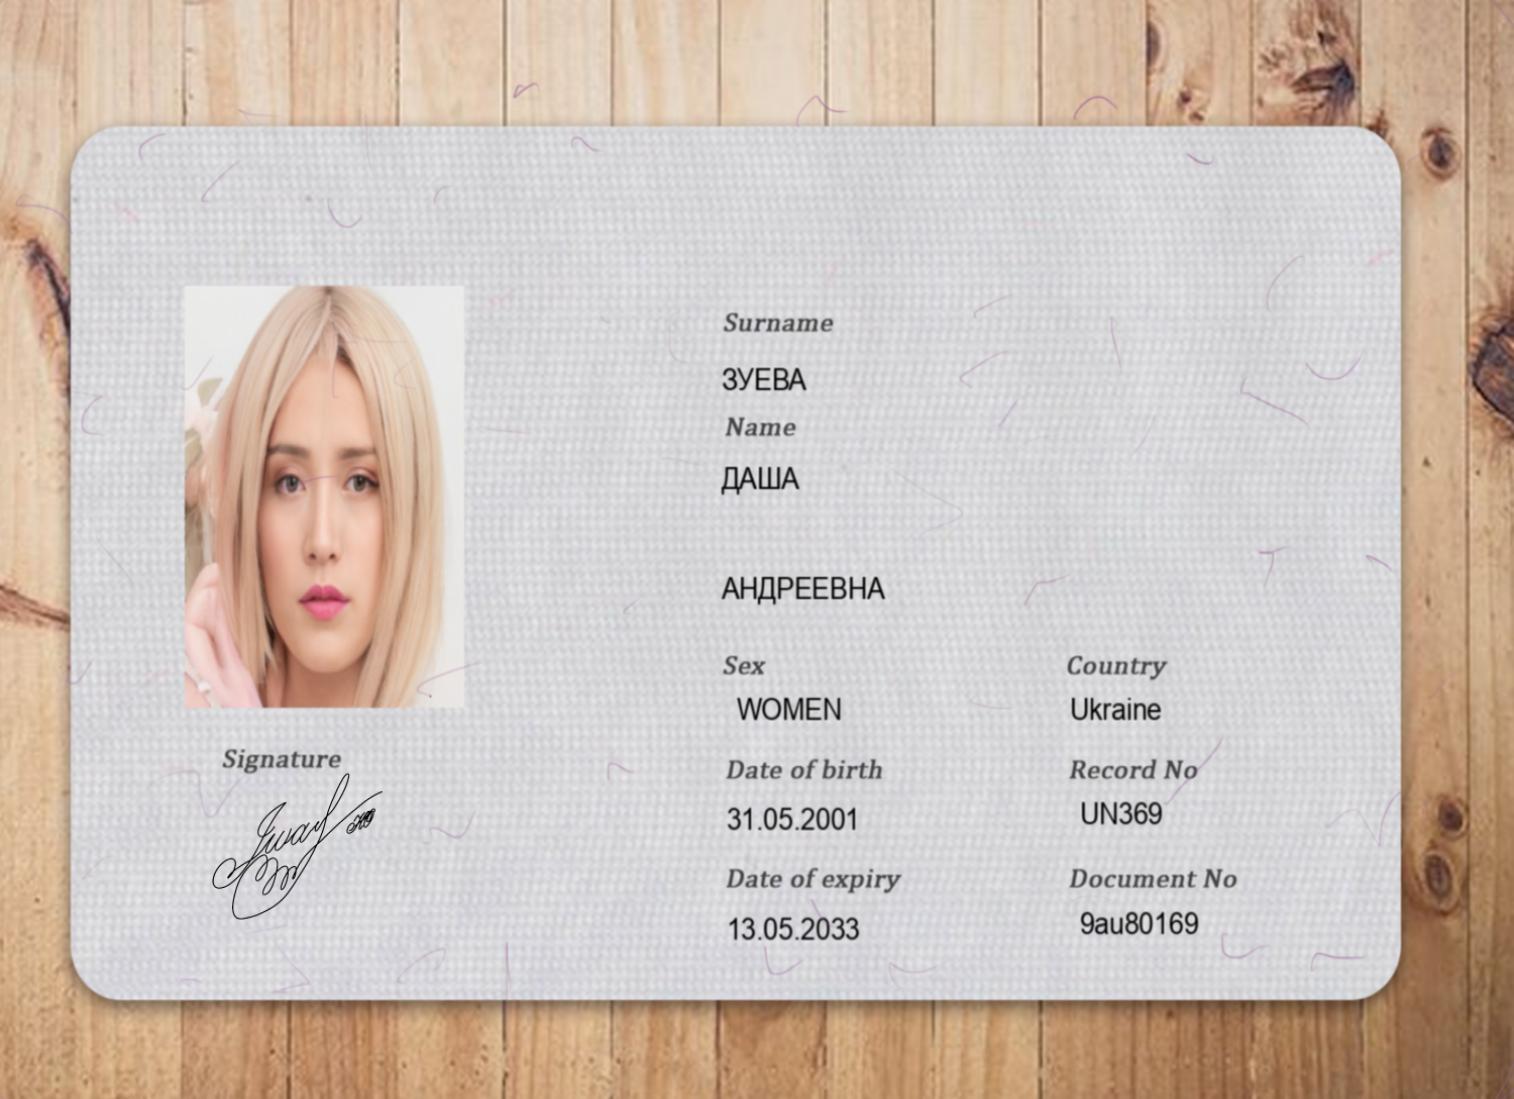 Surname
ЗУЕВА
Name
ДАША
АНДРЕЕВНА
Sex
Country
WOMEN
Ukraine
Date of birth
Record No
31.05.2001
UN369
Date of expiry
Document No
13.05.2033
9au80169
Signature